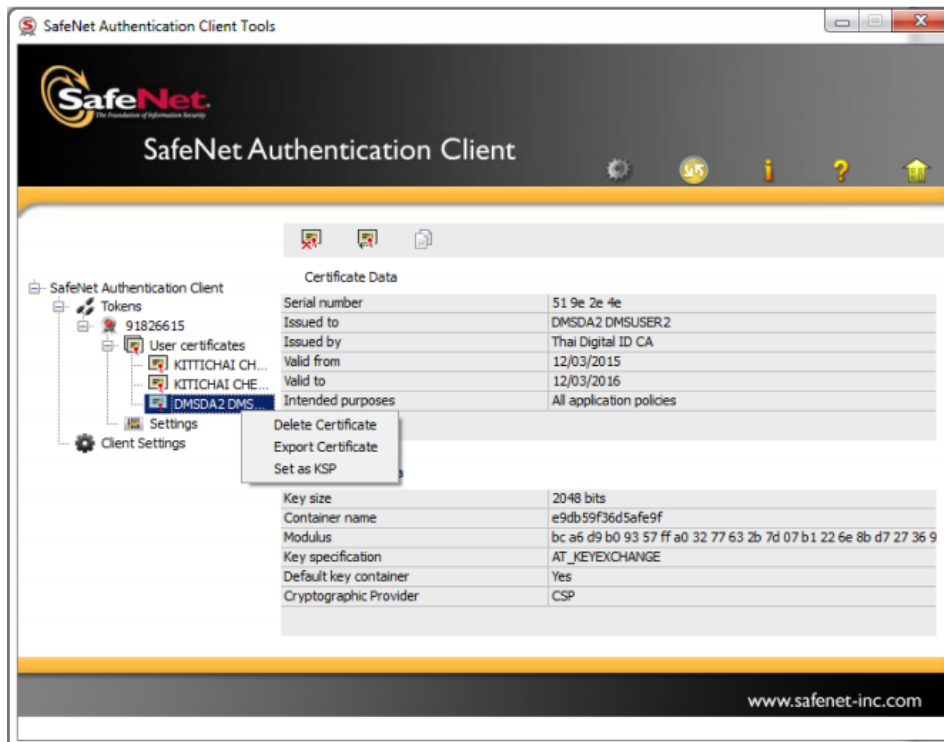 SafeNet Authentication Client Tools
SafeNet.
The Foundation of Information Security
SafeNet Authentication Client
Certificate Data
SafeNet Authentication Client
Tokens
91826615
User certificates
KITTICHAI CH...
KITICHAI CHE...
DMSDA2 DMS...
Settings
Client Settings
Delete Certificate
Export Certificate
Set as KSP
Serial number 51 9e 2e 4e
Issued to DMSDA2 DMSUSER2
Issued by Thai Digital ID CA
Valid from 12/03/2015
Valid to 12/03/2016
Intended purposes All application policies
Key size 2048 bits
Container name e9db59f36d5afe9f
Modulus bc a6 d9 b0 93 57 ff a0 32 77 63 2b 7d 07 b1 22 6e 8b d7 27 36 9
Key specification AT_KEYEXCHANGE
Default key container Yes
Cryptographic Provider CSP
www.safenet-inc.com